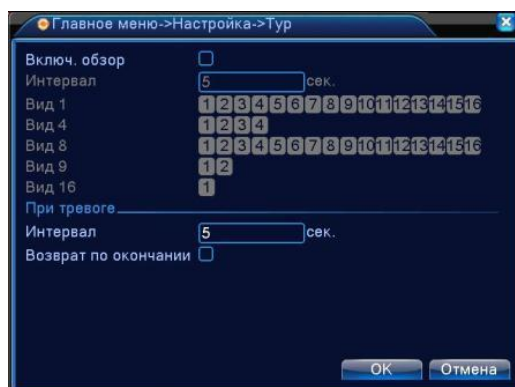 Главное меню->Настройка->Тур
Включ. обзор
Интервал 5 сек.
Вид 1 1 2 3 4 5 6 7 8 9 10 11 12 13 14 15 16
Вид 4 1 2 3 4
Вид 8 1 2 3 4 5 6 7 8 9 10 11 12 13 14 15 16
Вид 9 1 2
Вид 16 1
При тревоге
Интервал 5 сек.
Возврат по окончании
OK Отмена